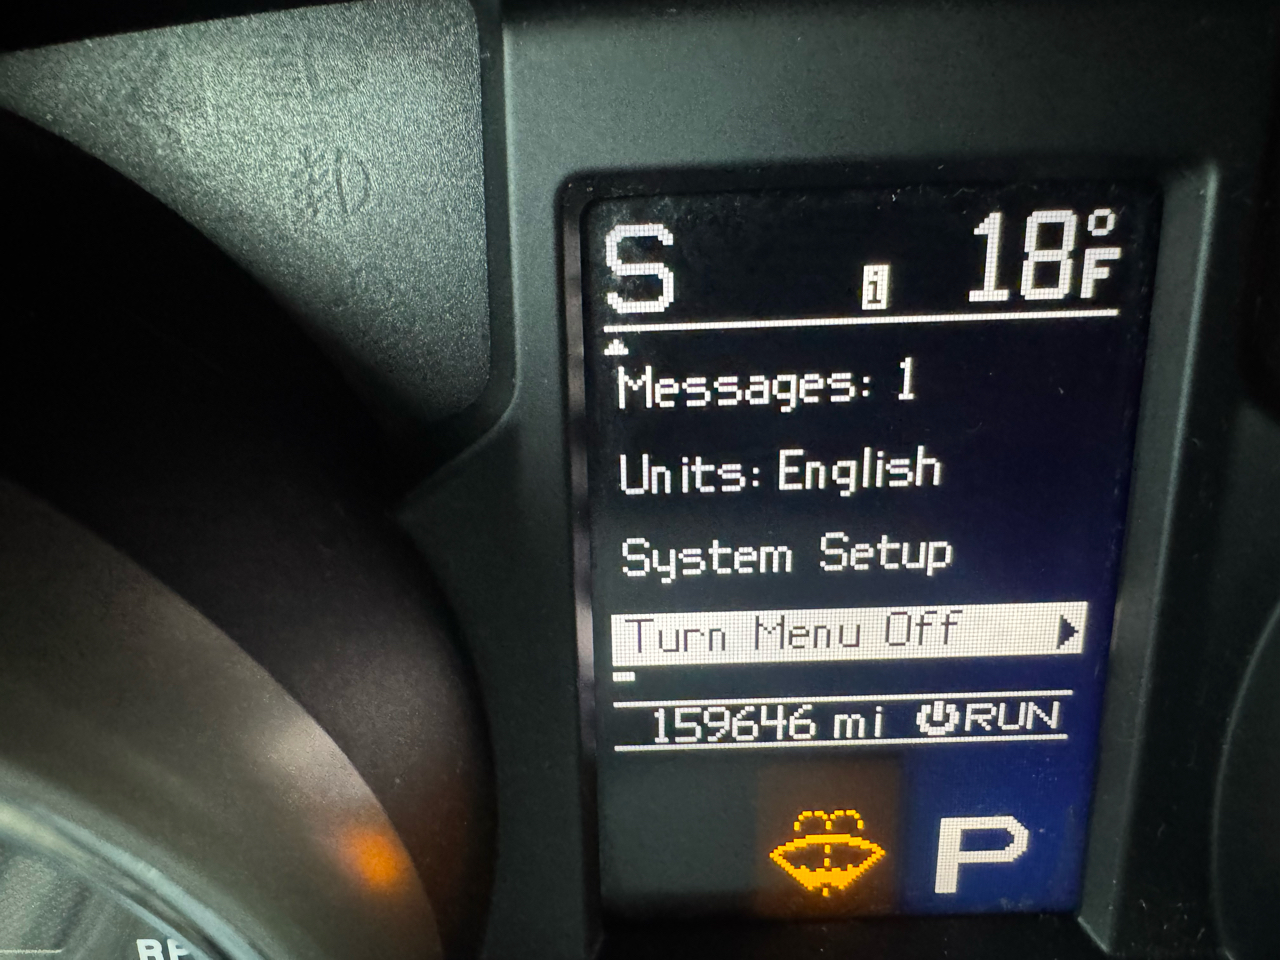 S 18°F
Messages: 1
Units: English
System Setup
Turn Menu Off
159646 mi RUN
P